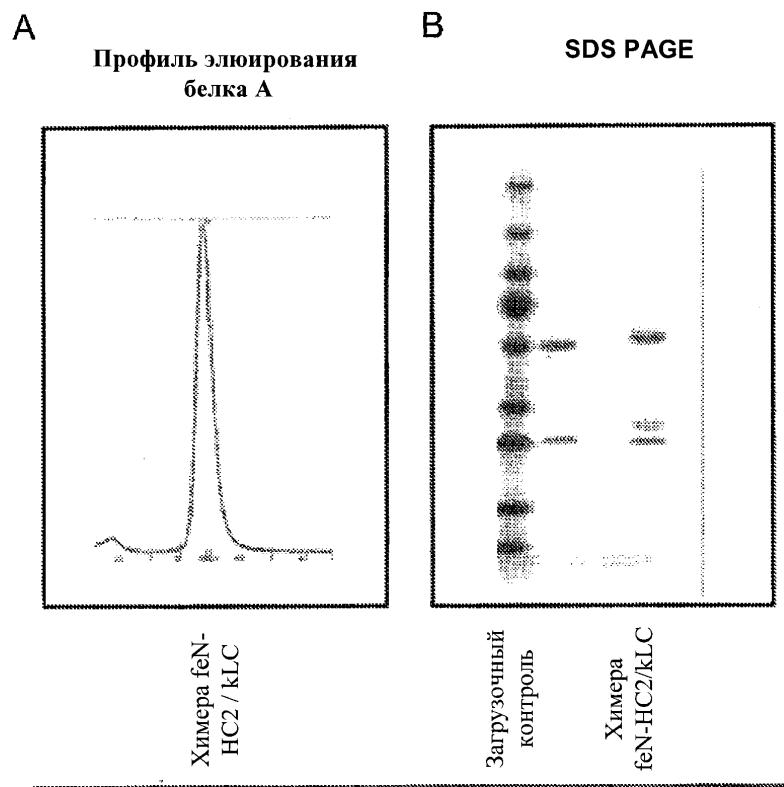 A
Профиль элюирования
белка А
B
SDS PAGE
Химера feN-
HC2 / kLC
Загрузочный
контроль
Химера
feN-HC2/kLC